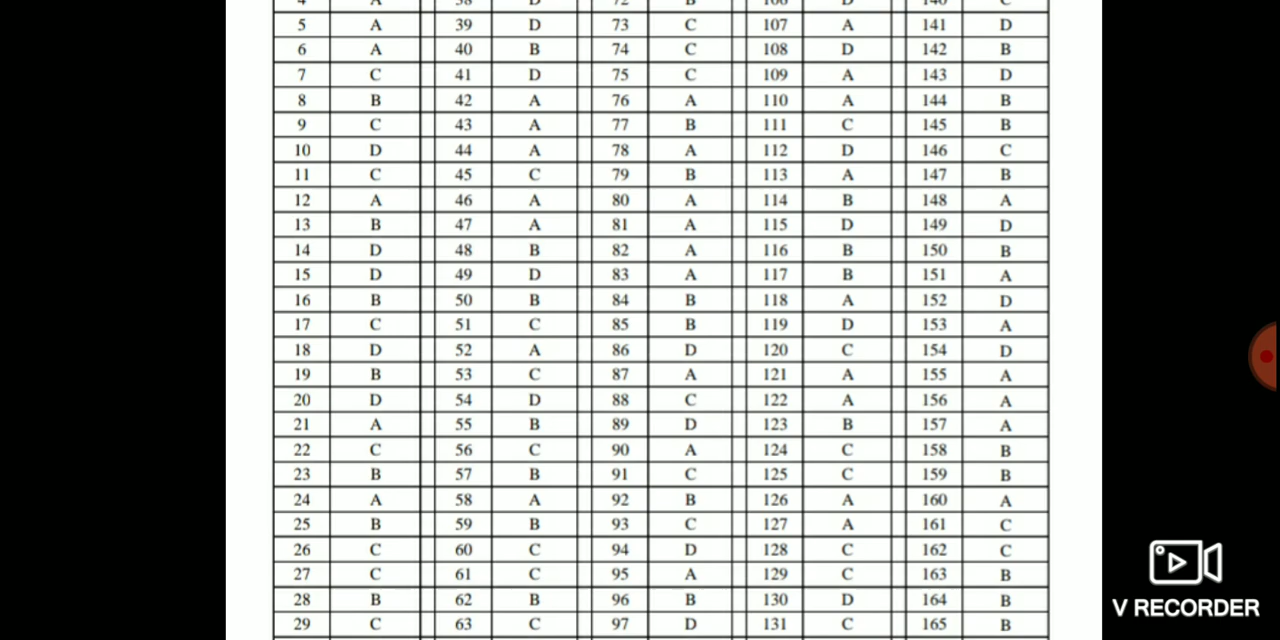 4 A 38 D 72 B 106 D 140 C
5 A 39 D 73 C 107 A 141 D
6 A 40 B 74 C 108 D 142 B
7 C 41 D 75 C 109 A 143 D
8 B 42 A 76 A 110 A 144 B
9 C 43 A 77 B 111 C 145 B
10 D 44 A 78 A 112 D 146 C
11 C 45 C 79 B 113 A 147 B
12 A 46 A 80 A 114 B 148 A
13 B 47 A 81 A 115 D 149 D
14 D 48 B 82 A 116 B 150 B
15 D 49 D 83 A 117 B 151 A
16 B 50 B 84 B 118 A 152 D
17 C 51 C 85 B 119 D 153 A
18 D 52 A 86 D 120 C 154 D
19 B 53 C 87 A 121 A 155 A
20 D 54 D 88 C 122 A 156 A
21 A 55 B 89 D 123 B 157 A
22 C 56 C 90 A 124 C 158 B
23 B 57 B 91 C 125 C 159 B
24 A 58 A 92 B 126 A 160 A
25 B 59 B 93 C 127 A 161 C
26 C 60 C 94 D 128 C 162 C
27 C 61 C 95 A 129 C 163 B
28 B 62 B 96 B 130 D 164 B
29 C 63 C 97 D 131 C 165 B
V RECORDER